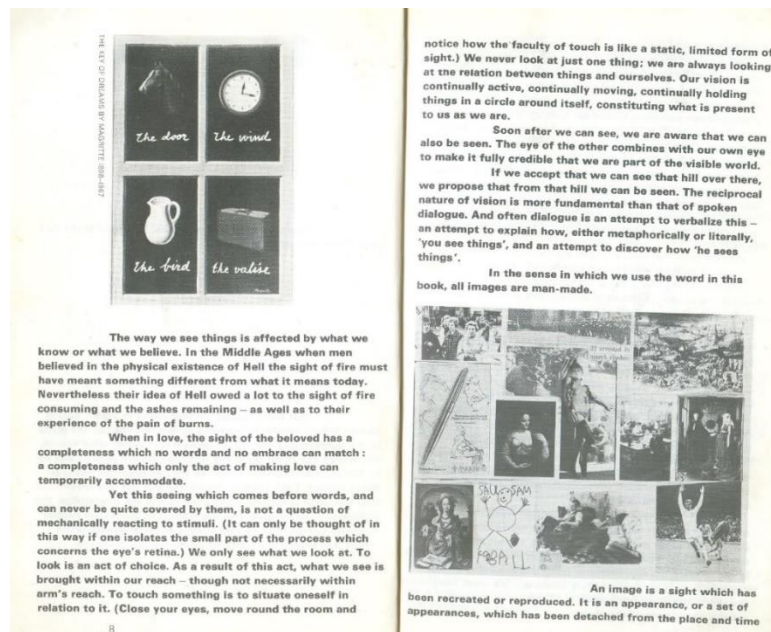 THE KEY OF DREAMS BY MAGRITTE 1898–1967
the door
the wind
the bird
the valise
The way we see things is affected by what we
know or what we believe. In the Middle Ages when men
believed in the physical existence of Hell the sight of fire must
have meant something different from what it means today.
Nevertheless their idea of Hell owed a lot to the sight of fire
consuming and the ashes remaining – as well as to their
experience of the pain of burns.
When in love, the sight of the beloved has a
completeness which no words and no embrace can match :
a completeness which only the act of making love can
temporarily accommodate.
Yet this seeing which comes before words, and
can never be quite covered by them, is not a question of
mechanically reacting to stimuli. (It can only be thought of in
this way if one isolates the small part of the process which
concerns the eye's retina.) We only see what we look at. To
look is an act of choice. As a result of this act, what we see is
brought within our reach – though not necessarily within
arm's reach. To touch something is to situate oneself in
relation to it. (Close your eyes, move round the room and
8
notice how the faculty of touch is like a static, limited form of
sight.) We never look at just one thing; we are always looking
at the relation between things and ourselves. Our vision is
continually active, continually moving, continually holding
things in a circle around itself, constituting what is present
to us as we are.
Soon after we can see, we are aware that we can
also be seen. The eye of the other combines with our own eye
to make it fully credible that we are part of the visible world.
If we accept that we can see that hill over there,
we propose that from that hill we can be seen. The reciprocal
nature of vision is more fundamental than that of spoken
dialogue. And often dialogue is an attempt to verbalize this –
an attempt to explain how, either metaphorically or literally,
'you see things', and an attempt to discover how 'he sees
things'.
In the sense in which we use the word in this
book, all images are man-made.
SAM
BALL
An image is a sight which has
been recreated or reproduced. It is an appearance, or a set of
appearances, which has been detached from the place and time